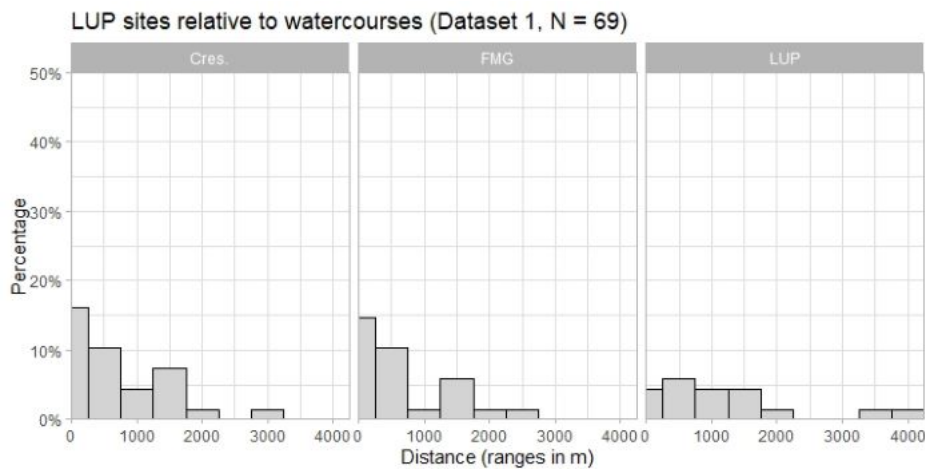 LUP sites relative to watercourses (Dataset 1, N = 69)
Cres. FMG LUP
50%
40%
30%
20%
10%
0%
Percentage
0 1000 2000 3000 4000 0 1000 2000 3000 4000 0 1000 2000 3000 4000
Distance (ranges in m)